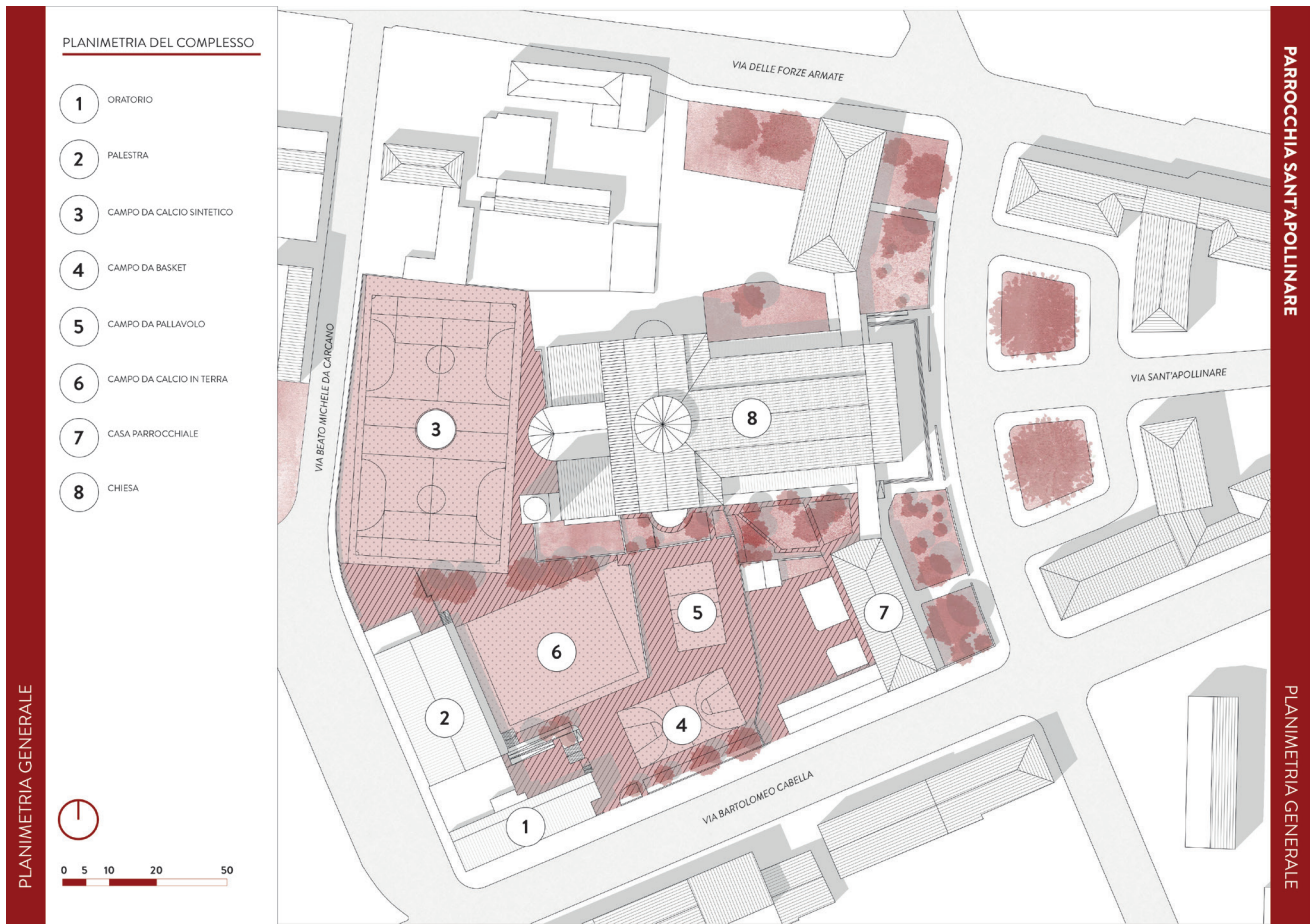 PLANIMETRIA DEL COMPLESSO
1 ORATORIO
2 PALESTRA
3 CAMPO DA CALCIO SINTETICO
4 CAMPO DA BASKET
5 CAMPO DA PALLAVOLO
6 CAMPO DA CALCIO IN TERRA
7 CASA PARROCCHIALE
8 CHIESA
0 5 10 20 50
PLANIMETRIA GENERALE
VIA DELLE FORZE ARMATE
VIA BEATO MICHELE DA CARCANO
VIA SANT'APOLLINARE
VIA BARTOLOMEO CABELLA
3
8
5
7
6
4
2
1
PARROCCHIA SANT'APOLLINARE
PLANIMETRIA GENERALE